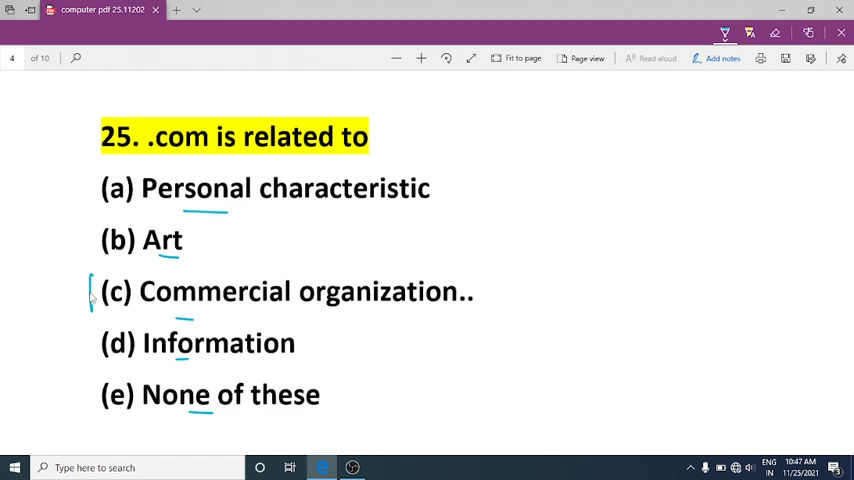 computer pdf 25.11202
4 of 10
Fit to page
Page view
Read aloud
Add notes
25. .com is related to
(a) Personal characteristic
(b) Art
(c) Commercial organization..
(d) Information
(e) None of these
Type here to search
ENG
IN
10:47 AM
11/25/2021
3